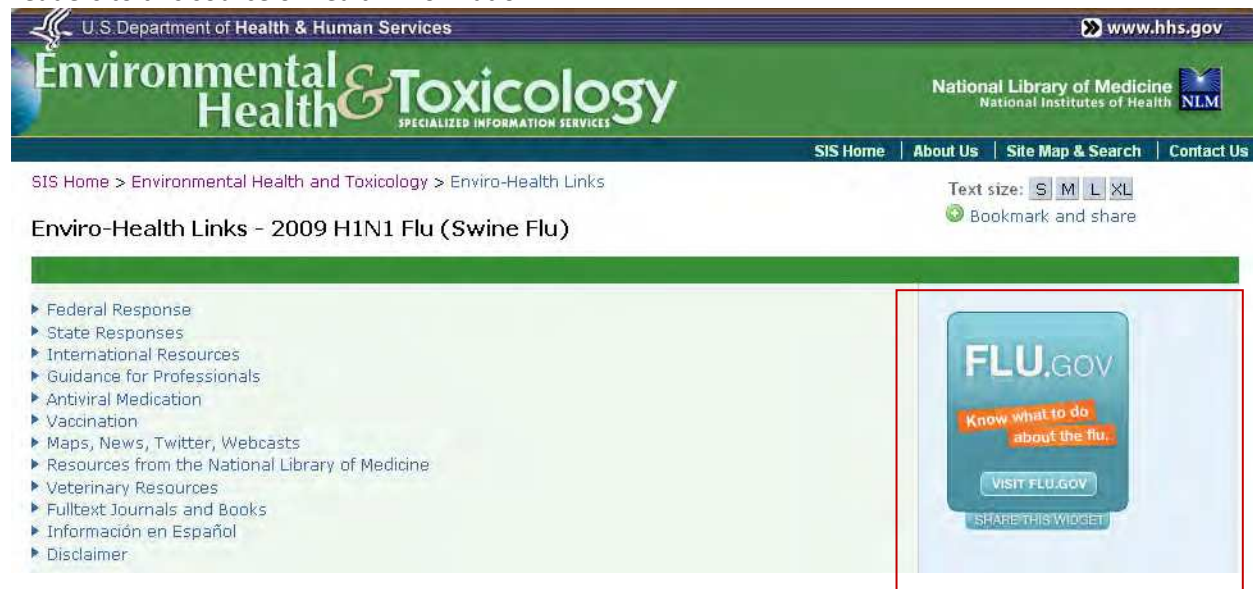 U.S.Department of Health & Human Services
www.hhs.gov
Environmental
Health & Toxicology
SPECIALIZED INFORMATION SERVICES
National Library of Medicine
National Institutes of Health
NLM
SIS Home | About Us | Site Map & Search | Contact Us
SIS Home > Environmental Health and Toxicology > Enviro-Health Links
Text size: S M L XL
Bookmark and share
Enviro-Health Links - 2009 H1N1 Flu (Swine Flu)
Federal Response
State Responses
International Resources
Guidance for Professionals
Antiviral Medication
Vaccination
Maps, News, Twitter, Webcasts
Resources from the National Library of Medicine
Veterinary Resources
Fulltext Journals and Books
Información en Español
Disclaimer
FLU.GOV
Know what to do
about the flu.
VISIT FLU.GOV
SHARE THIS WIDGET